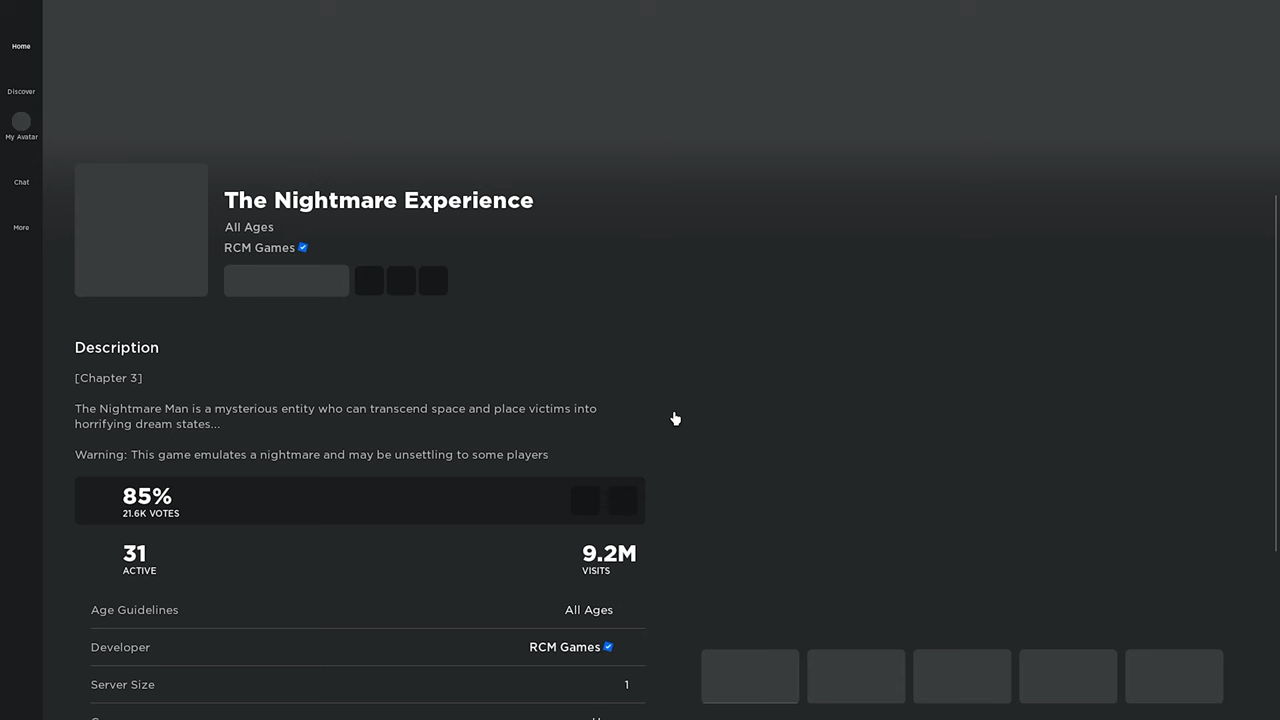 Home
Discover
My Avatar
Chat
More
The Nightmare Experience
All Ages
RCM Games
Description
[Chapter 3]
The Nightmare Man is a mysterious entity who can transcend space and place victims into
horrifying dream states...
Warning: This game emulates a nightmare and may be unsettling to some players
85%
21.6K VOTES
31
ACTIVE
9.2M
VISITS
Age Guidelines
All Ages
Developer
RCM Games
Server Size
1